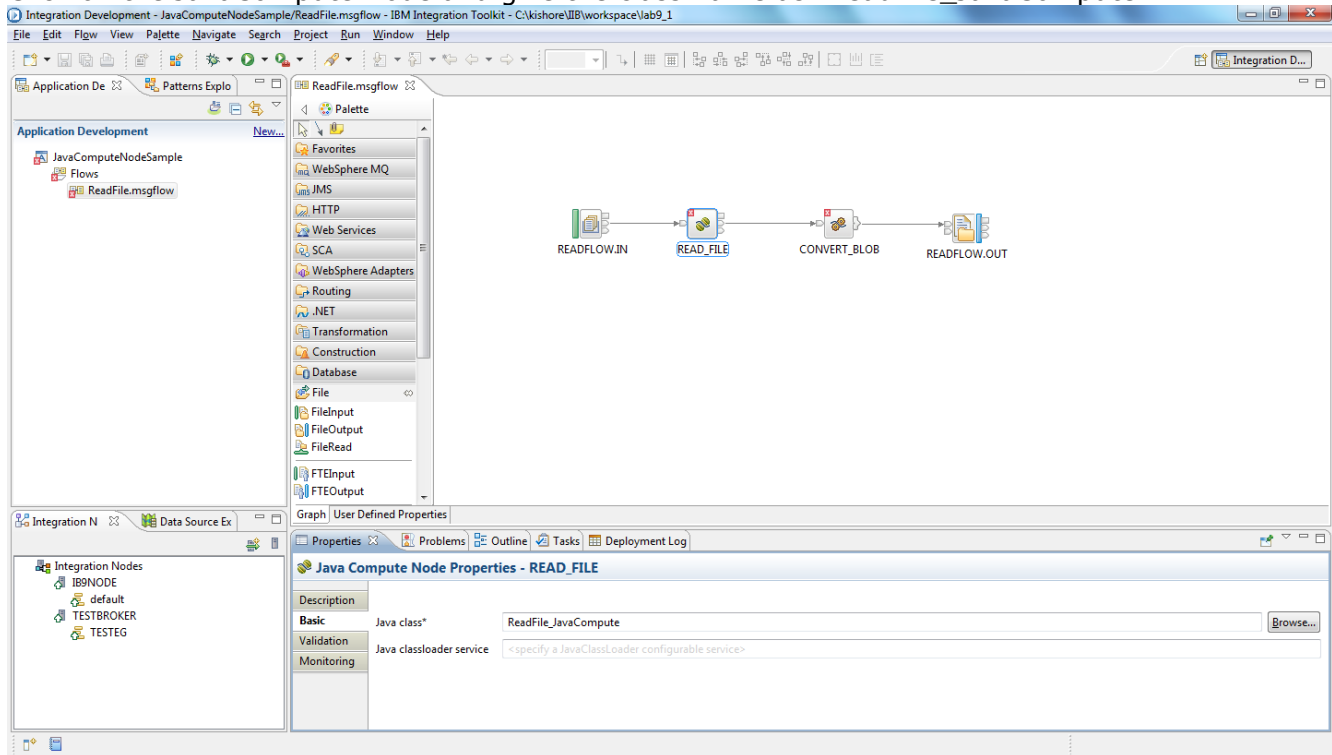 Integration Development - JavaComputeNodeSample/ReadFile.msgflow - IBM Integration Toolkit - C:\kishore\IIB\workspace\lab9_1
File Edit Flow View Palette Navigate Search Project Run Window Help
Integration D...
Application De
Patterns Explo
ReadFile.msgflow
Palette
Application Development
New...
JavaComputeNodeSample
Flows
ReadFile.msgflow
Favorites
WebSphere MQ
JMS
HTTP
Web Services
SCA
WebSphere Adapters
Routing
.NET
Transformation
Construction
Database
File
FileInput
FileOutput
FileRead
FTEInput
FTEOutput
READFLOW.IN
READ_FILE
CONVERT_BLOB
READFLOW.OUT
Graph User Defined Properties
Integration N
Data Source Ex
Integration Nodes
IB9NODE
default
TESTBROKER
TESTEG
Properties Problems Outline Tasks Deployment Log
Java Compute Node Properties - READ_FILE
Description
Basic
Validation
Monitoring
Java class* ReadFile_JavaCompute Browse...
Java classloader service <specify a JavaClassLoader configurable service>